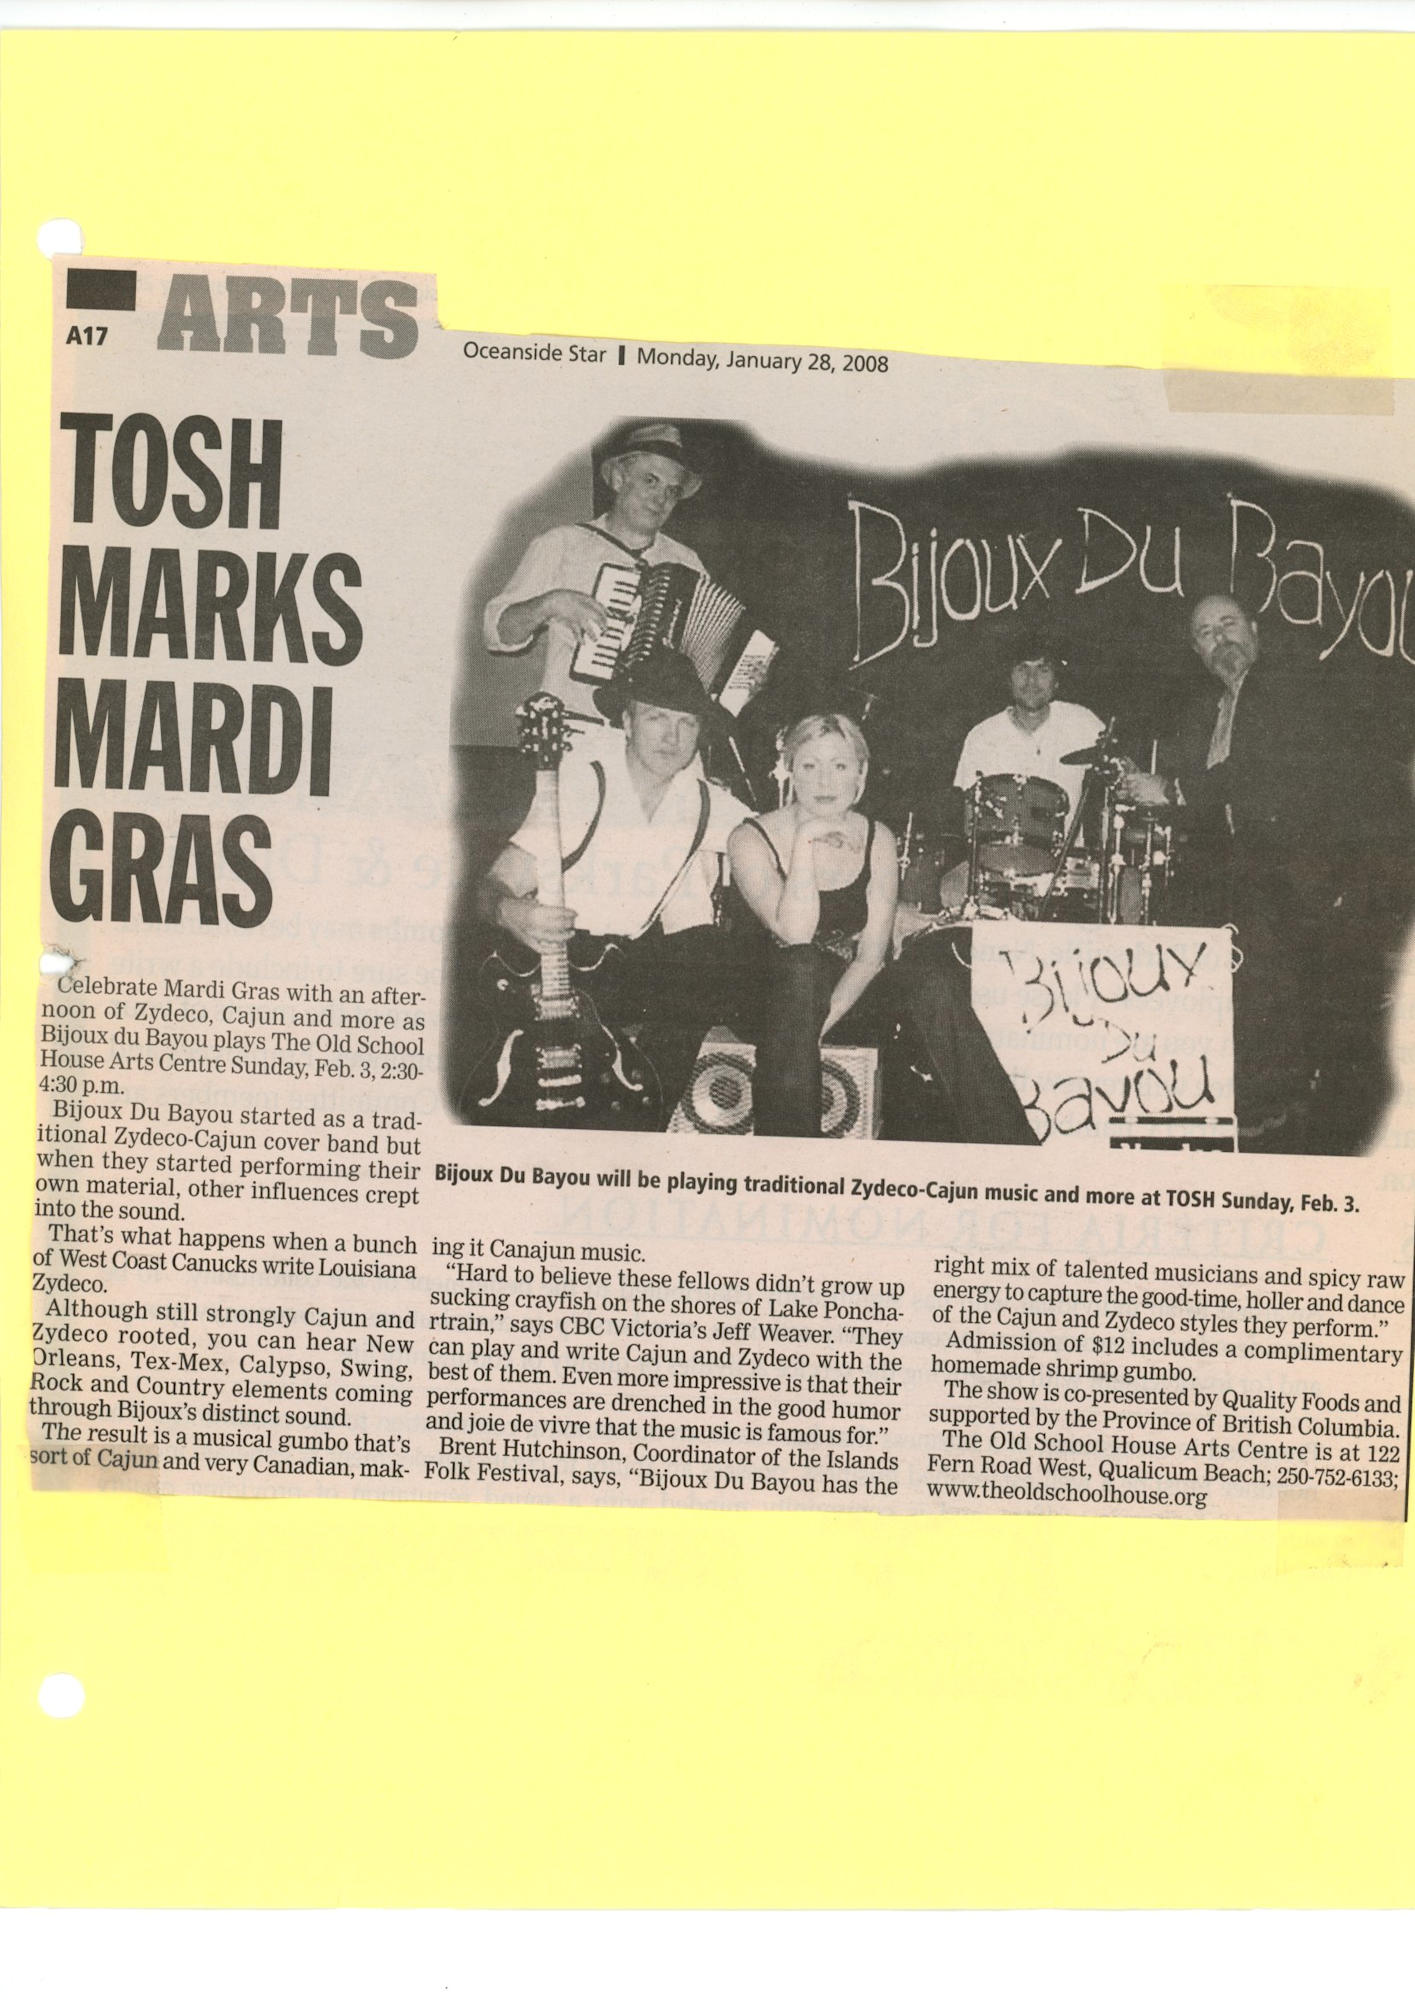 A17
ARTS
Oceanside Star | Monday, January 28, 2008
TOSH
MARKS
MARDI
GRAS
Bijoux Du Bayou
Bijoux
Du
Bayou
Bijoux Du Bayou will be playing traditional Zydeco-Cajun music and more at TOSH Sunday, Feb. 3.
Celebrate Mardi Gras with an after-
noon of Zydeco, Cajun and more as
Bijoux du Bayou plays The Old School
House Arts Centre Sunday, Feb. 3, 2:30-
4:30 p.m.
Bijoux Du Bayou started as a trad-
itional Zydeco-Cajun cover band but
when they started performing their
own material, other influences crept
into the sound.
That's what happens when a bunch
of West Coast Canucks write Louisiana
Zydeco.
Although still strongly Cajun and
Zydeco rooted, you can hear New
Orleans, Tex-Mex, Calypso, Swing,
Rock and Country elements coming
through Bijoux's distinct sound.
The result is a musical gumbo that's
sort of Cajun and very Canadian, mak-
ing it Canajun music.
“Hard to believe these fellows didn't grow up
sucking crayfish on the shores of Lake Poncha-
rtrain,” says CBC Victoria's Jeff Weaver. “They
can play and write Cajun and Zydeco with the
best of them. Even more impressive is that their
performances are drenched in the good humor
and joie de vivre that the music is famous for.”
Brent Hutchinson, Coordinator of the Islands
Folk Festival, says, “Bijoux Du Bayou has the
right mix of talented musicians and spicy raw
energy to capture the good-time, holler and dance
of the Cajun and Zydeco styles they perform.”
Admission of $12 includes a complimentary
homemade shrimp gumbo.
The show is co-presented by Quality Foods and
supported by the Province of British Columbia.
The Old School House Arts Centre is at 122
Fern Road West, Qualicum Beach; 250-752-6133;
www.theoldschoolhouse.org